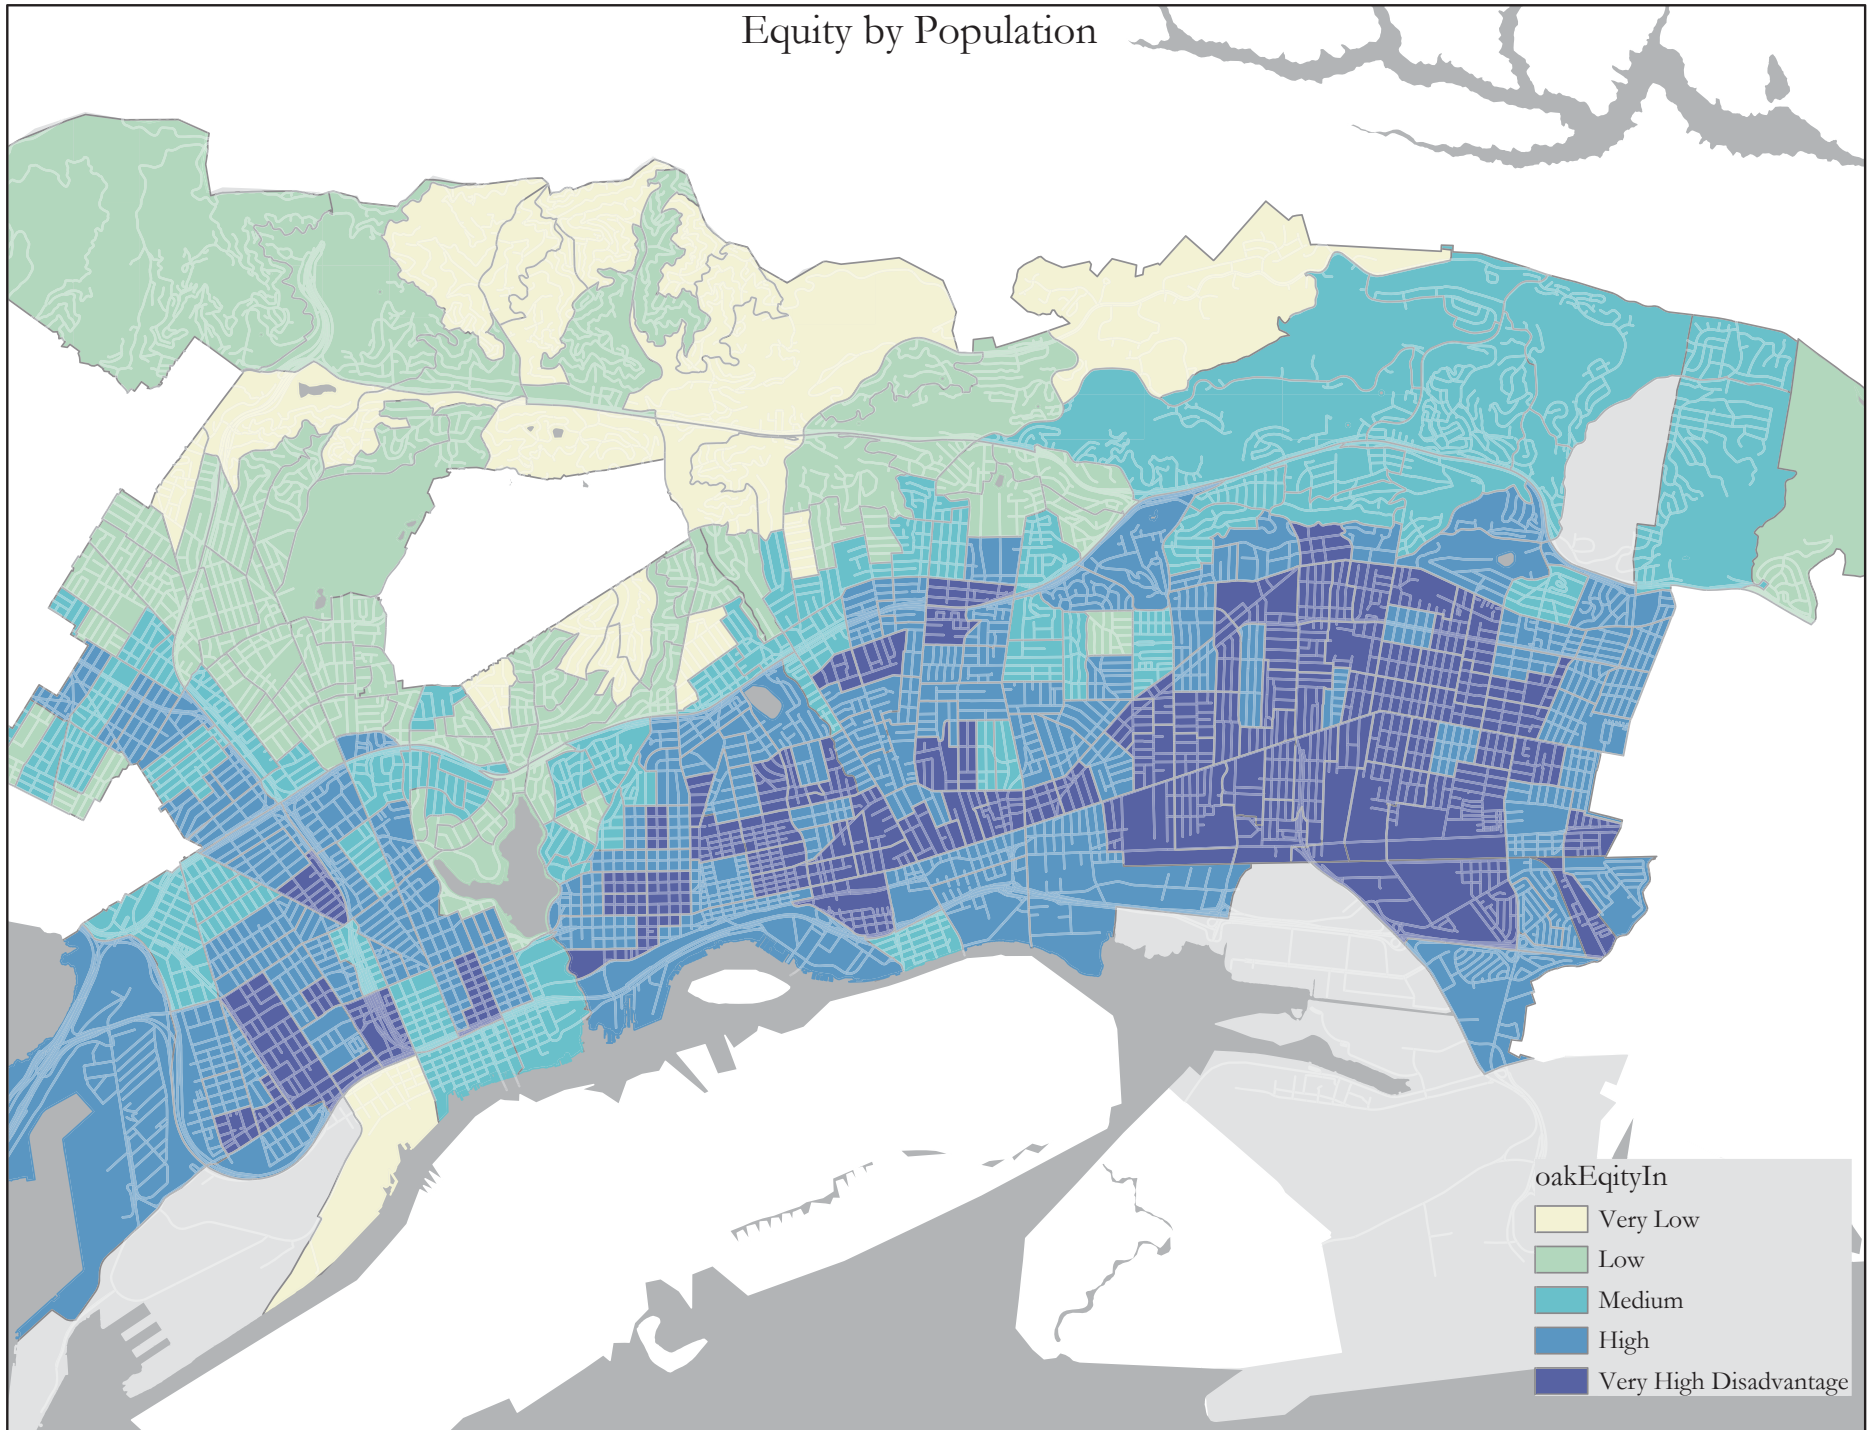 Equity by Population
oakEqityIn
Very Low
Low
Medium
High
Very High Disadvantage